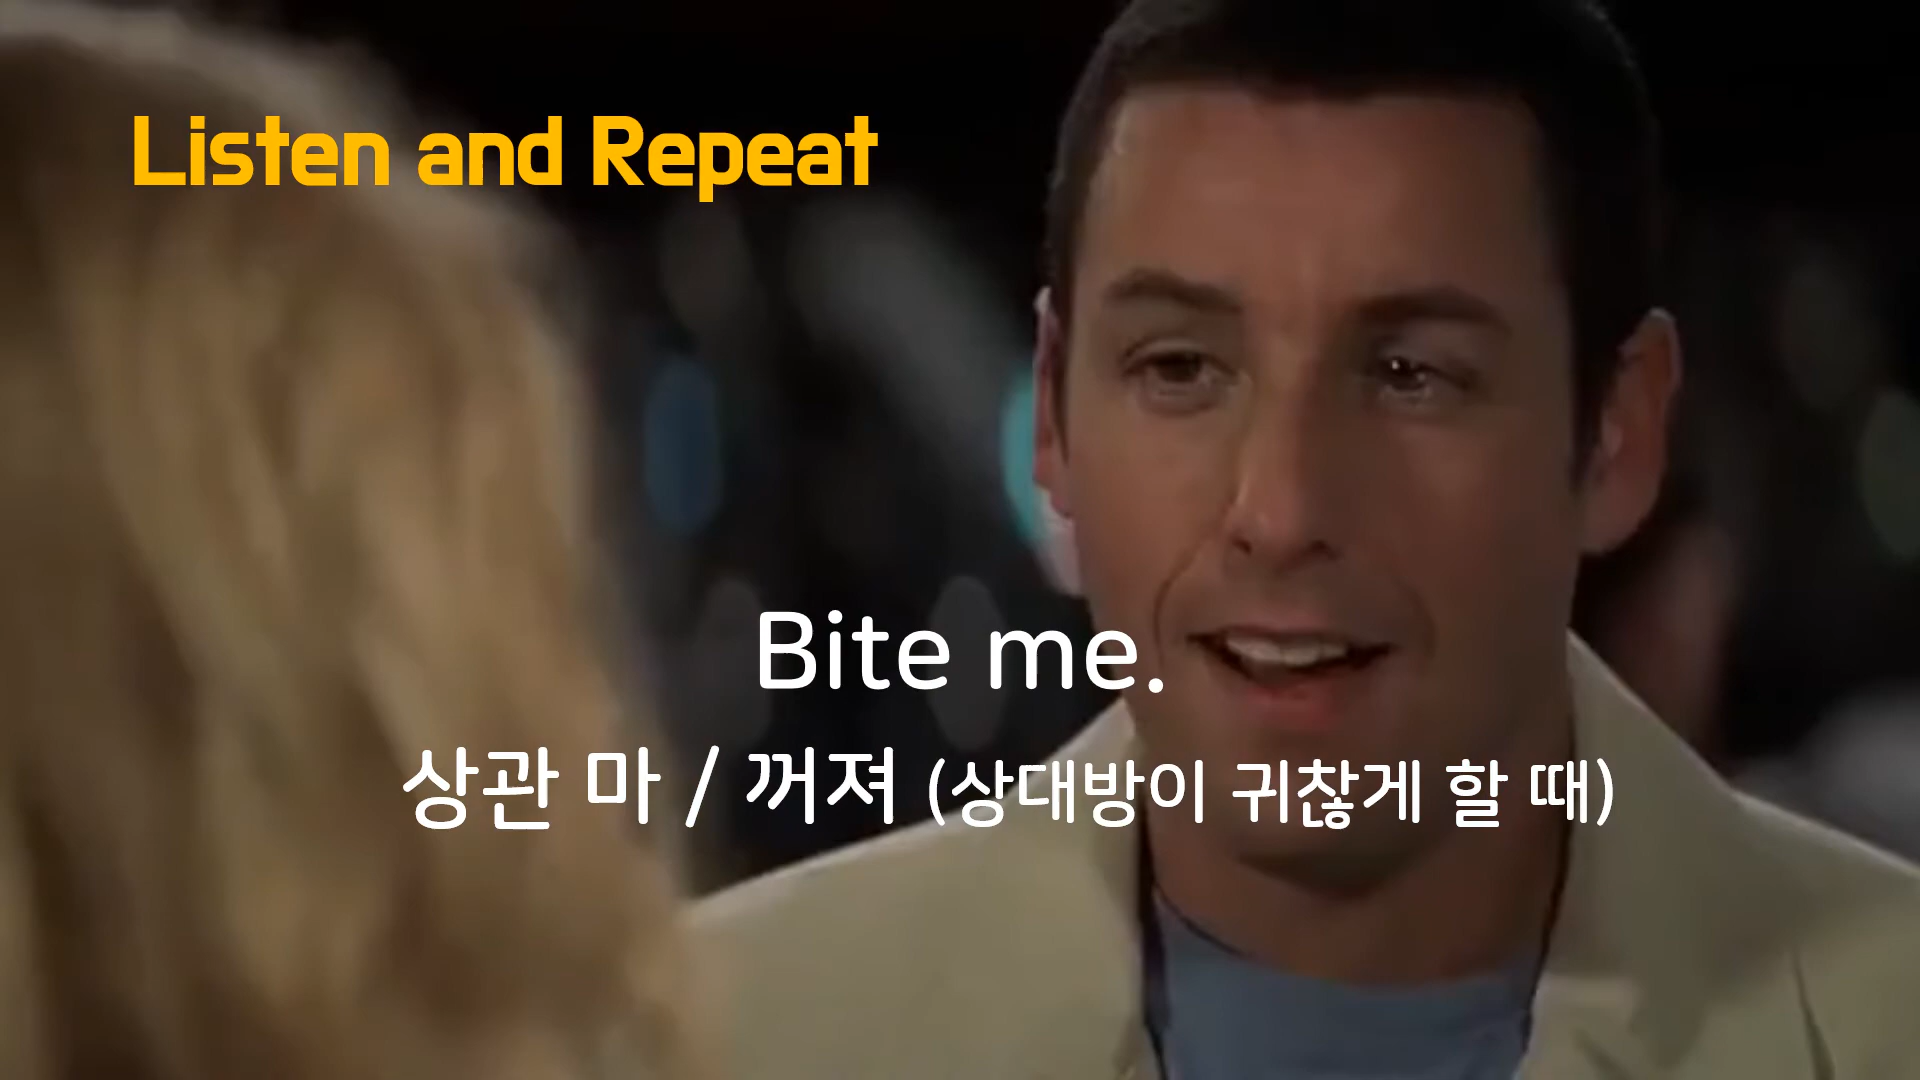 Listen and Repeat
Bite me.
상관 마 / 꺼져 (상대방이 귀찮게 할 때)